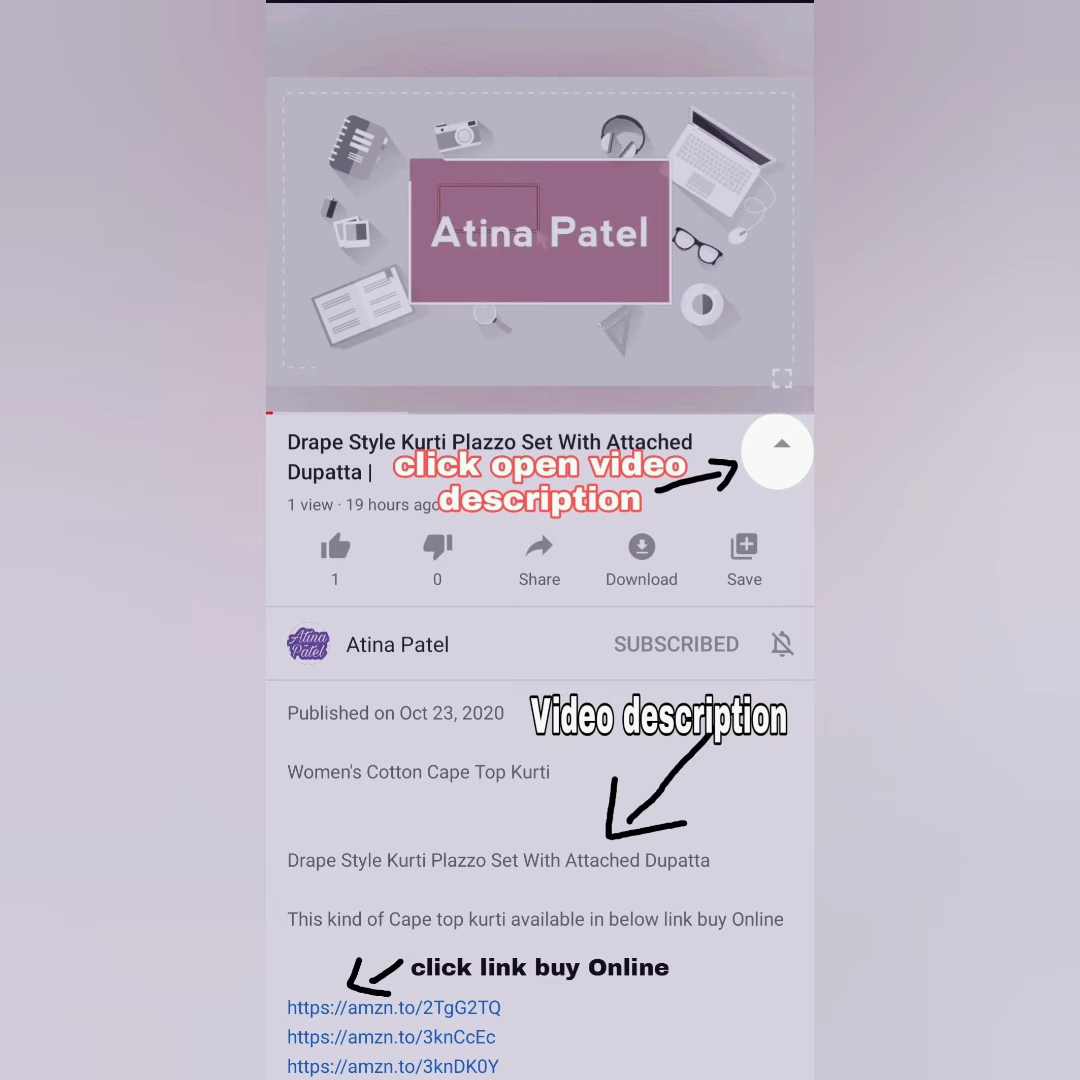 Atina Patel
Drape Style Kurti Plazzo Set With Attached
Dupatta |
click open video
description
1 view · 19 hours ago
1
0
Share
Download
Save
Atina
Patel
Atina Patel
SUBSCRIBED
Published on Oct 23, 2020
Video description
Women's Cotton Cape Top Kurti
Drape Style Kurti Plazzo Set With Attached Dupatta
This kind of Cape top kurti available in below link buy Online
click link buy Online
https://amzn.to/2TgG2TQ
https://amzn.to/3knCcEc
https://amzn.to/3knDK0Y